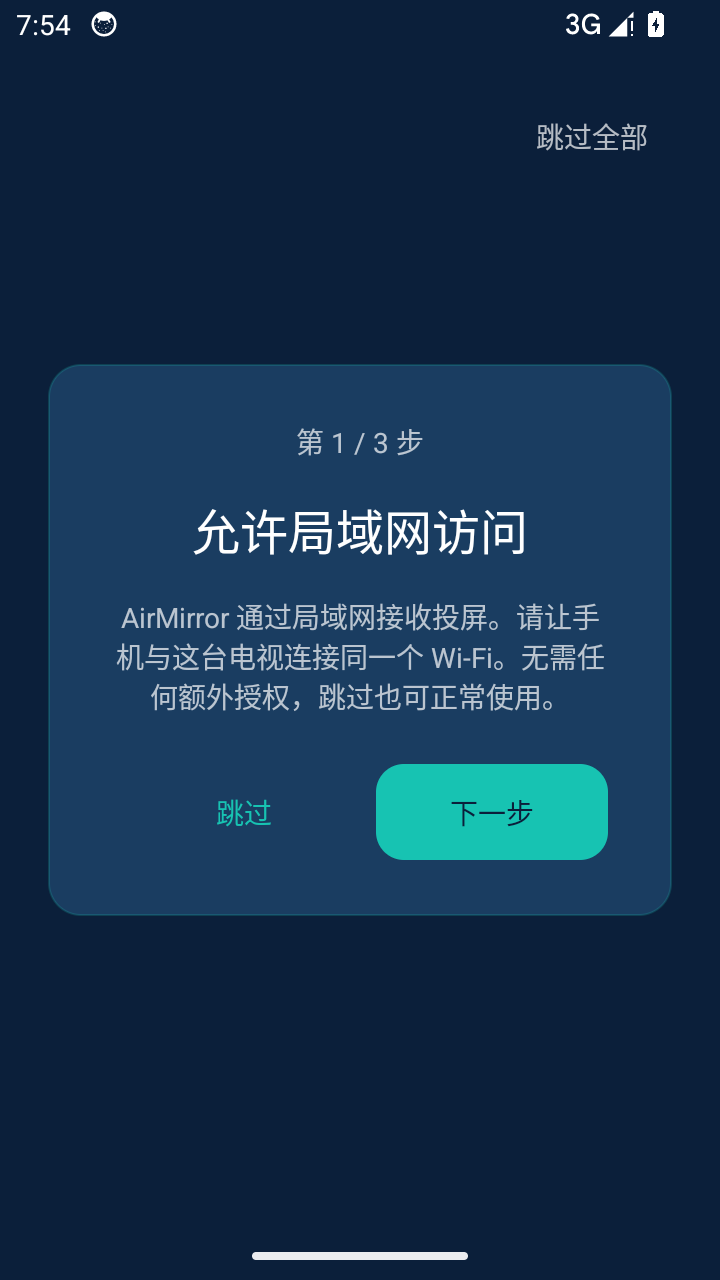 7:54
3G
跳过全部
第 1 / 3 步
允许局域网访问
AirMirror 通过局域网接收投屏。请让手
机与这台电视连接同一个 Wi-Fi。无需任
何额外授权，跳过也可正常使用。
跳过
下一步